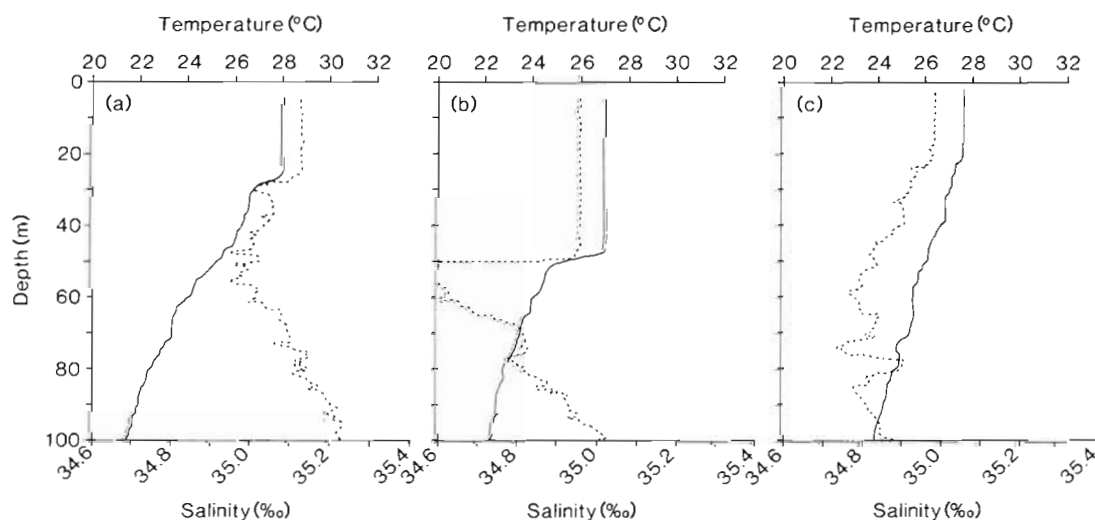 Temperature (°C) Temperature (°C) Temperature (°C)
20 22 24 26 28 30 32 20 22 24 26 28 30 32 20 22 24 26 28 30 32
0 (a) (b) (c)
20
40
Depth (m)
60
80
100
34.6 34.8 35.0 35.2 35.4 34.6 34.8 35.0 35.2 35.4 34.6 34.8 35.0 35.2 35.4
Salinity (‰) Salinity (‰) Salinity (‰)